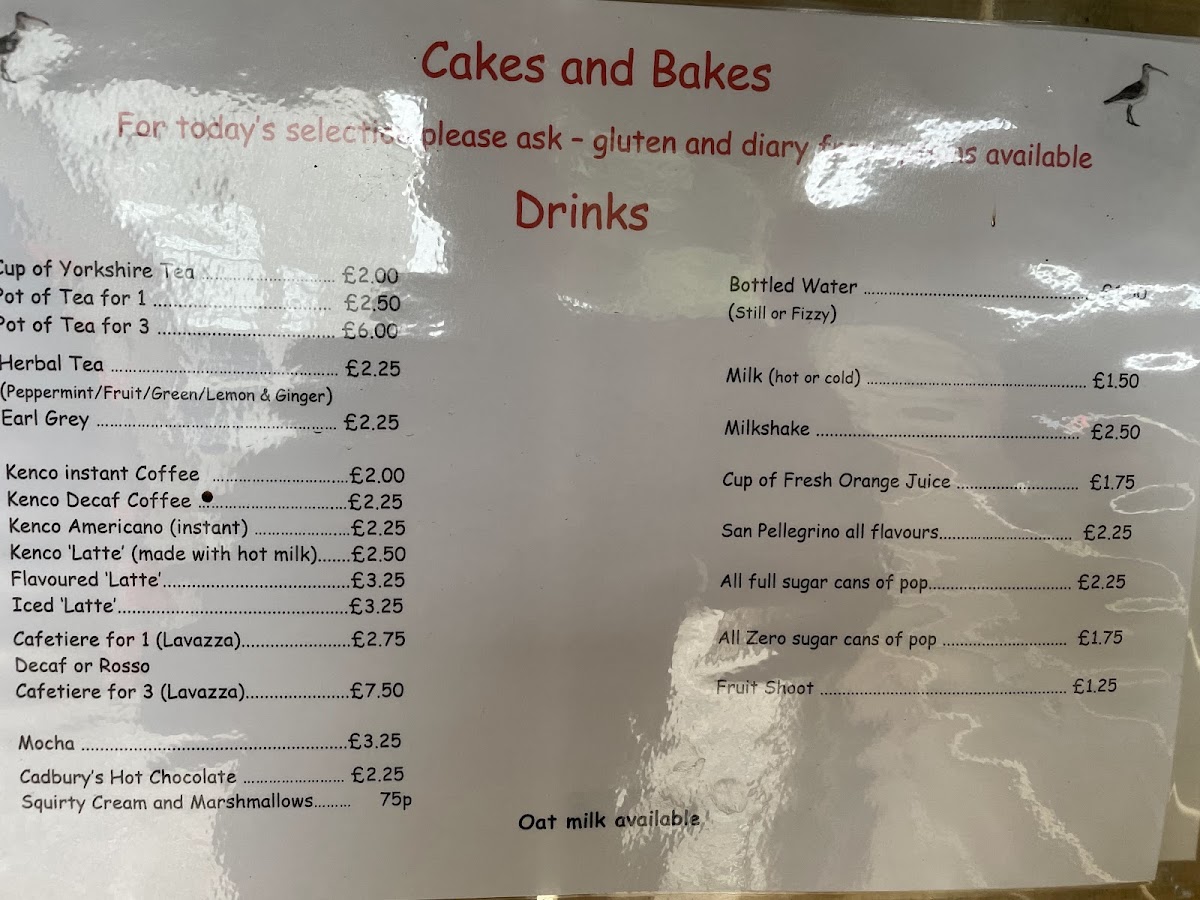 Cakes and Bakes
For today's selection please ask - gluten and diary available
Drinks
Cup of Yorkshire Tea £2.00
Pot of Tea for 1 £2.50
Pot of Tea for 3 £6.00
Herbal Tea £2.25
(Peppermint/Fruit/Green/Lemon & Ginger)
Earl Grey £2.25
Kenco instant Coffee £2.00
Kenco Decaf Coffee £2.25
Kenco Americano (instant) £2.25
Kenco 'Latte' (made with hot milk) £2.50
Flavoured 'Latte' £3.25
Iced 'Latte' £3.25
Cafetiere for 1 (Lavazza) £2.75
Decaf or Rosso
Cafetiere for 3 (Lavazza) £7.50
Mocha £3.25
Cadbury's Hot Chocolate £2.25
Squirty Cream and Marshmallows 75p
Bottled Water
(Still or Fizzy)
Milk (hot or cold) £1.50
Milkshake £2.50
Cup of Fresh Orange Juice £1.75
San Pellegrino all flavours £2.25
All full sugar cans of pop £2.25
All Zero sugar cans of pop £1.75
Fruit Shoot £1.25
Oat milk available